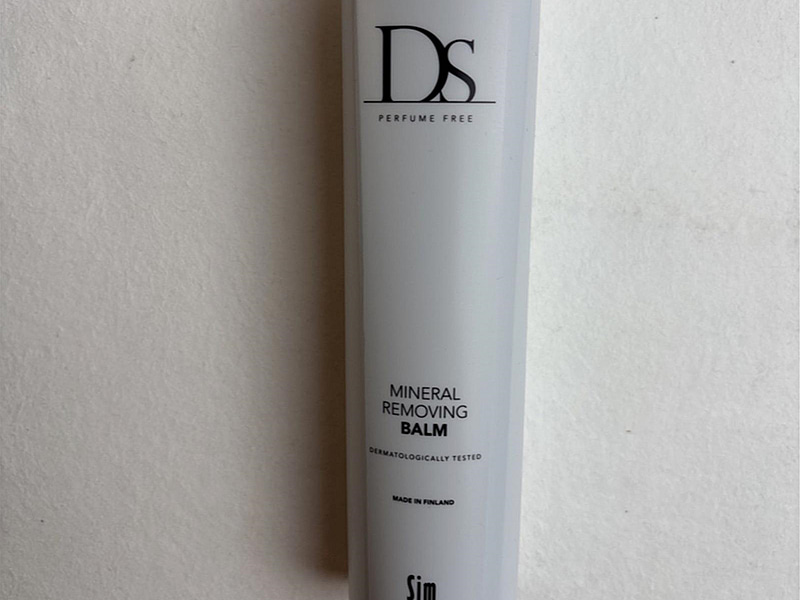 DS
PERFUME FREE
MINERAL
REMOVING
BALM
DERMATOLOGICALLY TESTED
MADE IN FINLAND
Sim